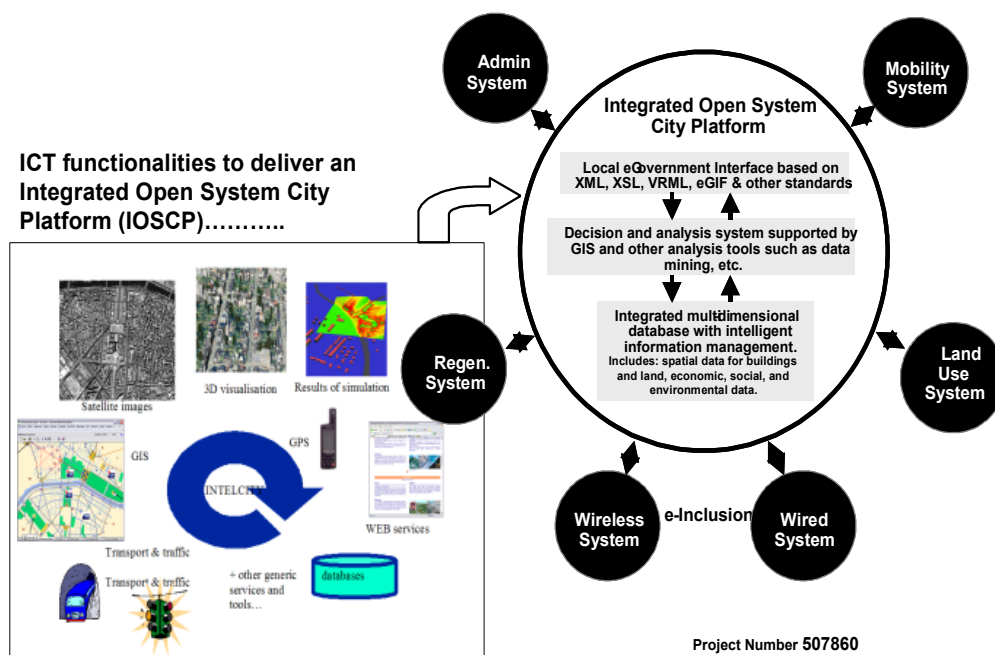 Admin
System
Mobility
System
Integrated Open System
City Platform
ICT functionalities to deliver an
Integrated Open System City
Platform (IOSCP)………..
Local eGovernment Interface based on
XML, XSL, VRML, eGIF & other standards
Decision and analysis system supported by
GIS and other analysis tools such as data
mining, etc.
Integrated multi-dimensional
database with intelligent
information management.
Includes: spatial data for buildings
and land, economic, social, and
environmental data.
Regen.
System
Land
Use
System
Wireless
System
e-Inclusion
Wired
System
Satellite images
3D visualisation
Results of simulation
GIS
GPS
INTELCITY
WEB services
Transport & traffic
Transport & traffic
+ other generic
services and
tools…
databases
Project Number 507860